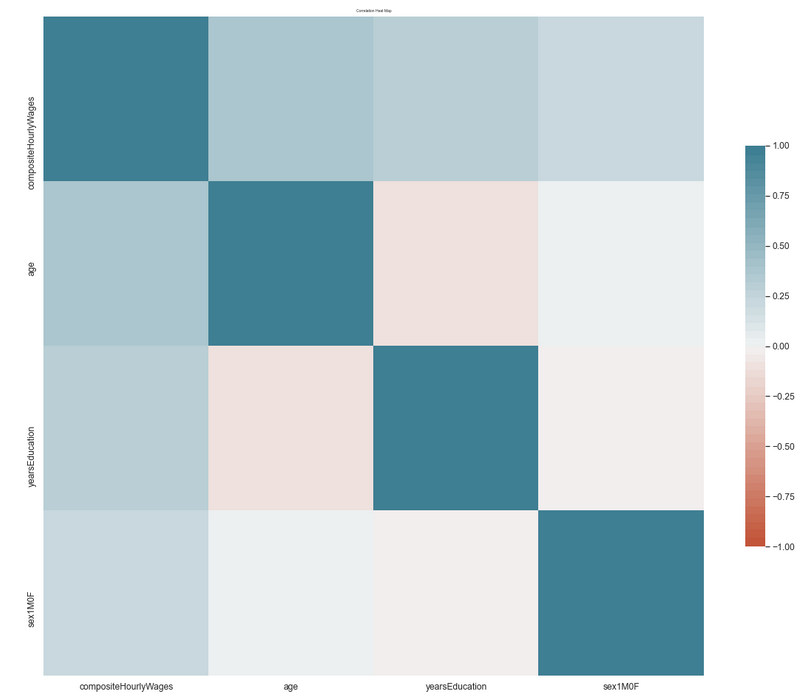 Correlation Heat Map
compositeHourlyWages
age
yearsEducation
sex1M0F
compositeHourlyWages
age
yearsEducation
sex1M0F
1.00
0.75
0.50
0.25
0.00
−0.25
−0.50
−0.75
−1.00